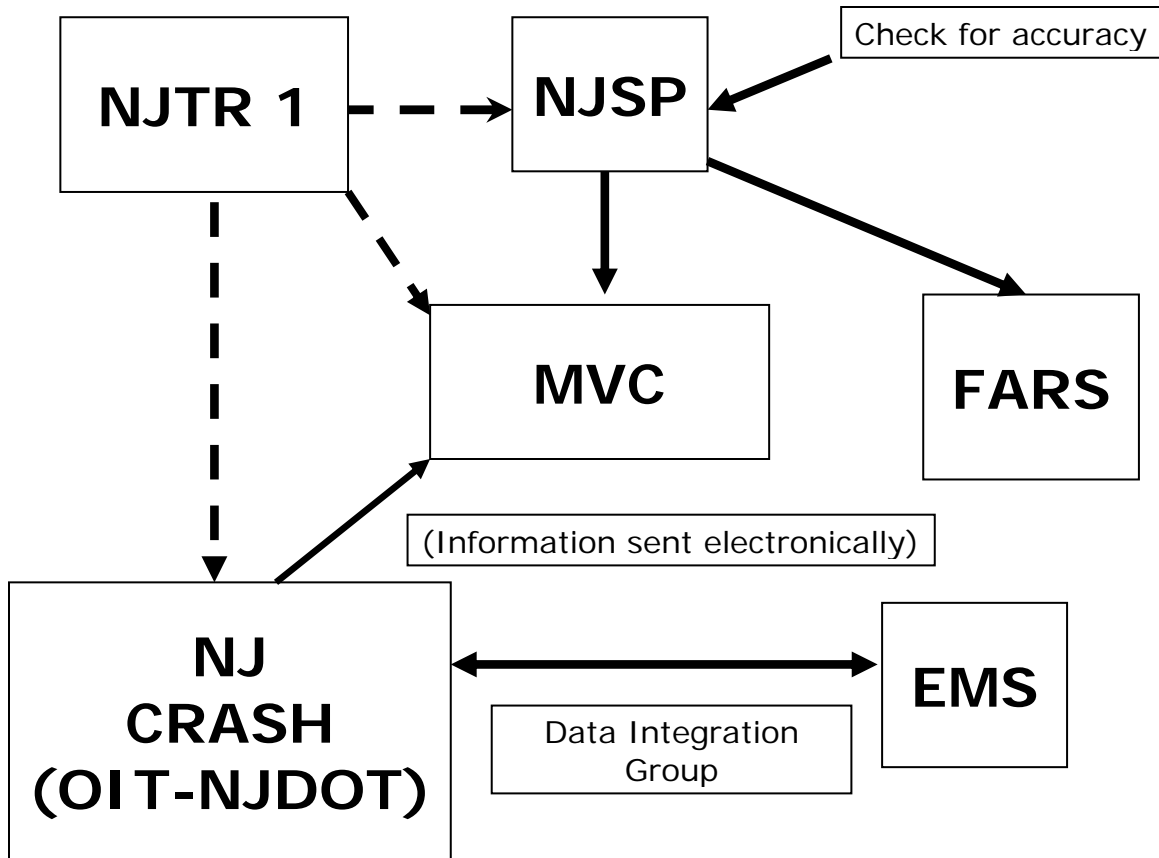 Check for accuracy
NJTR 1
NJSP
MVC
FARS
(Information sent electronically)
NJ
CRASH
(OIT-NJDOT)
EMS
Data Integration
Group